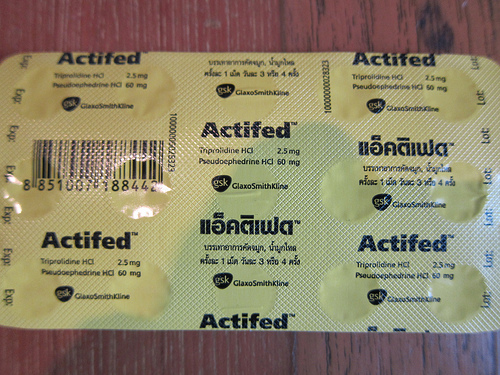 Actifed™
Triprolidine HCl 2.5 mg
Pseudoephedrine HCl 60 mg
gsk GlaxoSmithKline
บรรเทาอาการคัดจมูก, น้ำมูกไหล
ครั้งละ 1 เม็ด วันละ 3 หรือ 4 ครั้ง
gsk GlaxoSmithKline
Actifed™
Triprolidine HCl 2.5 mg
Pseudoephedrine HCl 60 mg
gsk GlaxoSmithKline
Exp:
Exp:
Exp:
Exp:
Exp:
1000000028323
1000000028323
Lot:
Lot:
Lot:
Lot:
Lot:
Lot:
8 851007 188442
Actifed™
Triprolidine HCl 2.5 mg
Pseudoephedrine HCl 60 mg
gsk GlaxoSmithKline
แอ็คติเฟด™
บรรเทาอาการคัดจมูก, น้ำมูกไหล
ครั้งละ 1 เม็ด วันละ 3 หรือ 4 ครั้ง
gsk GlaxoSmithKline
Actifed™
Triprolidine HCl 2.5 mg
Pseudoephedrine HCl 60 mg
gsk GlaxoSmithKline
แอ็คติเฟด™
บรรเทาอาการคัดจมูก, น้ำมูกไหล
ครั้งละ 1 เม็ด วันละ 3 หรือ 4 ครั้ง
gsk GlaxoSmithKline
Actifed™
Triprolidine HCl 2.5 mg
Pseudoephedrine HCl 60 mg
gsk GlaxoSmithKline
Actifed™